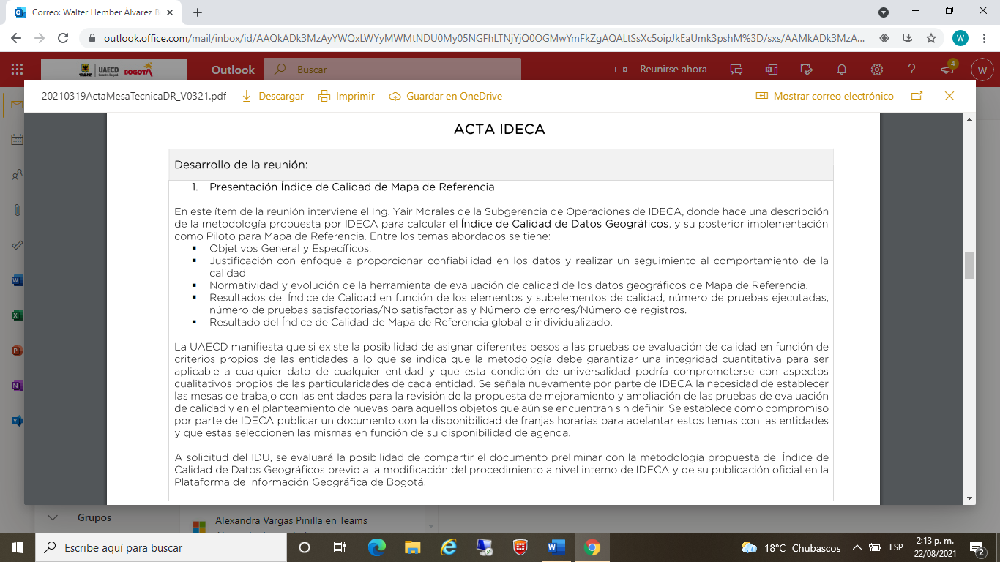 Correo: Walter Hember Álvarez B
outlook.office.com/mail/inbox/id/AAQkADk3MzAyYWQxLWYyMWMtNDU0My05NGFhLTNjYjQ0OGMwYmFkZgAQALtSsXc5oipJkEaUmk3pshM%3D/sxs/AAMkADk3MzA...
W
UAECD
BOGOTÁ
Outlook
Buscar
Reunirse ahora
4
W
20210319ActaMesaTecnicaDR_V0321.pdf
Descargar
Imprimir
Guardar en OneDrive
Mostrar correo electrónico
ACTA IDECA
Desarrollo de la reunión:
1. Presentación Índice de Calidad de Mapa de Referencia
En este ítem de la reunión interviene el Ing. Yair Morales de la Subgerencia de Operaciones de IDECA, donde hace una descripción
de la metodología propuesta por IDECA para calcular el Índice de Calidad de Datos Geográficos, y su posterior implementación
como Piloto para Mapa de Referencia. Entre los temas abordados se tiene:
▪ Objetivos General y Específicos.
▪ Justificación con enfoque a proporcionar confiabilidad en los datos y realizar un seguimiento al comportamiento de la
calidad.
▪ Normatividad y evolución de la herramienta de evaluación de calidad de los datos geográficos de Mapa de Referencia.
▪ Resultados del Índice de Calidad en función de los elementos y subelementos de calidad, número de pruebas ejecutadas,
número de pruebas satisfactorias/No satisfactorias y Número de errores/Número de registros.
▪ Resultado del Índice de Calidad de Mapa de Referencia global e individualizado.
La UAECD manifiesta que si existe la posibilidad de asignar diferentes pesos a las pruebas de evaluación de calidad en función de
criterios propios de las entidades a lo que se indica que la metodología debe garantizar una integridad cuantitativa para ser
aplicable a cualquier dato de cualquier entidad y que esta condición de universalidad podría comprometerse con aspectos
cualitativos propios de las particularidades de cada entidad. Se señala nuevamente por parte de IDECA la necesidad de establecer
las mesas de trabajo con las entidades para la revisión de la propuesta de mejoramiento y ampliación de las pruebas de evaluación
de calidad y en el planteamiento de nuevas para aquellos objetos que aún se encuentran sin definir. Se establece como compromiso
por parte de IDECA publicar un documento con la disponibilidad de franjas horarias para adelantar estos temas con las entidades
y que estas seleccionen las mismas en función de su disponibilidad de agenda.
A solicitud del IDU, se evaluará la posibilidad de compartir el documento preliminar con la metodología propuesta del Índice de
Calidad de Datos Geográficos previo a la modificación del procedimiento a nivel interno de IDECA y de su publicación oficial en la
Plataforma de Información Geográfica de Bogotá.
Grupos
Alexandra Vargas Pinilla en Teams
Escribe aquí para buscar
18°C Chubascos
ESP
2:13 p. m.
22/08/2021
2